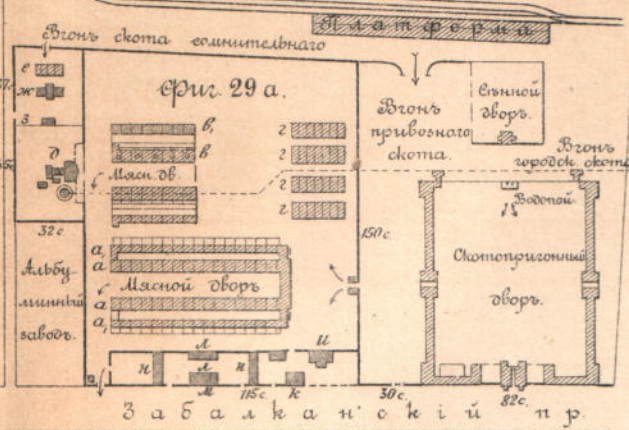 Платформа
Вгонъ скота сомнительнаго
Фиг. 29 а.
е
ж
з
д
в,
в
Мясн. дв.
г
г
г
г
Вгонъ
привознаго
скота.
Сѣнной
дворъ.
Вгонъ
городск. скота
Водопой.
32 с.
150 с.
Альбу-
минный
заводъ.
а,
а
Мясной дворъ
а
а,
Скотопригонный
дворъ.
н
л
л
м
н
и
к
115 с.
30 с.
82 с.
Забалканскій пр.